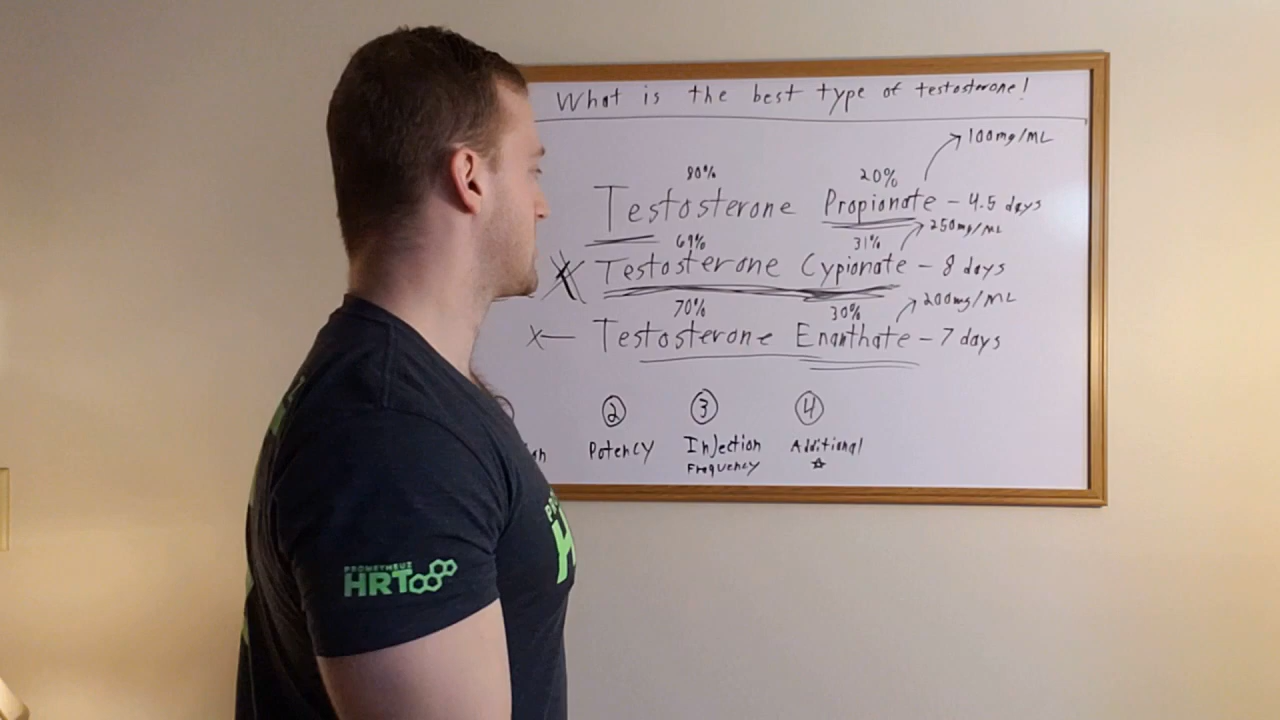 What is the best type of testosterone!
100mg/ML
80% 20%
Testosterone Propionate - 4.5 days
250mg/ML
69% 31%
X Testosterone Cypionate - 8 days
200mg/ML
70% 30%
X— Testosterone Enanthate - 7 days
② ③ ④
Potency Injection Additional
Frequency ☆
PROMETHEUZ
HRT